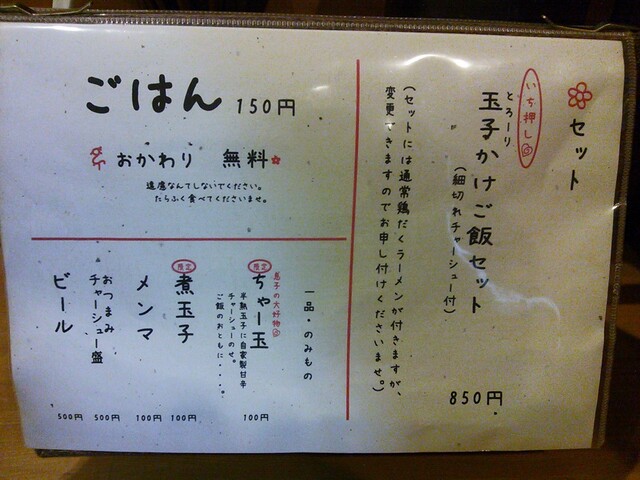 セット
いち押し
とろーり
玉子かけご飯セット
(細切れチャーシュー付)
850円
(セットには通常鶏だくラーメンが付きますが、
変更できますのでお申し付けくださいませ。)
ごはん 150円
おかわり 無料
遠慮なんてしないでください。
たらふく食べてくださいませ。
一品・のみもの
息子の大好物
限定
ちゃー玉
半熟玉子に自家製甘辛
チャーシューのせ。
ご飯のおともに・・・。
100円
限定
煮玉子
100円
メンマ
100円
おつまみ
チャーシュー盛
500円
ビール
500円